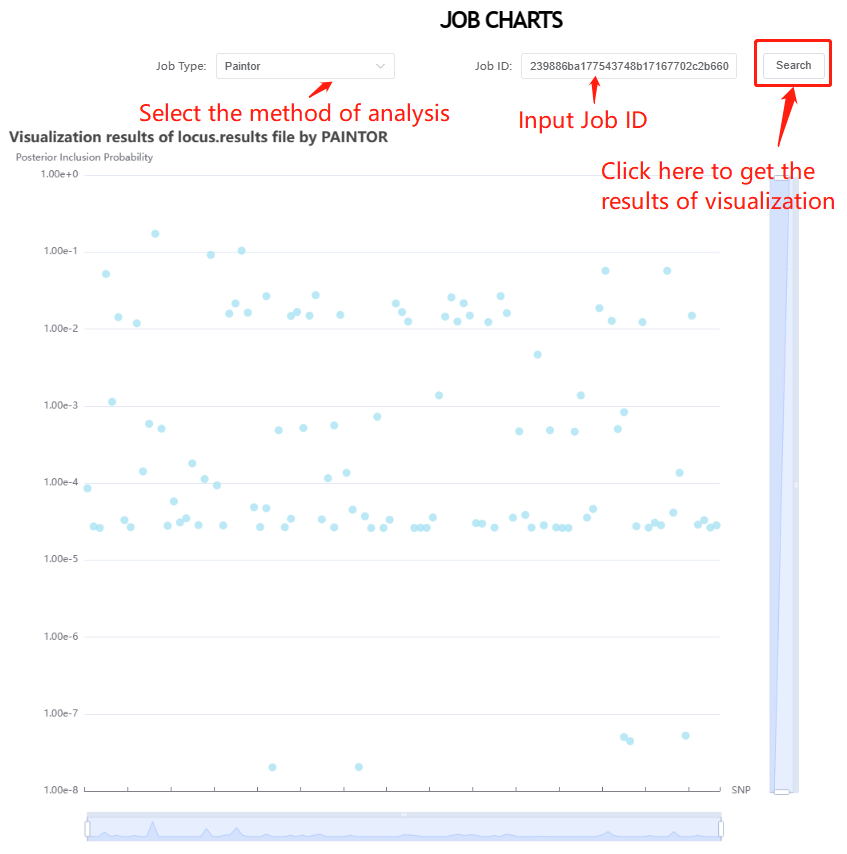 JOB CHARTS
Job Type: Paintor Job ID: 239886ba177543748b17167702c2b660 Search
Select the method of analysis
Input Job ID
Click here to get the
results of visualization
Visualization results of locus.results file by PAINTOR
Posterior Inclusion Probability
1.00e+0
1.00e-1
1.00e-2
1.00e-3
1.00e-4
1.00e-5
1.00e-6
1.00e-7
1.00e-8
SNP